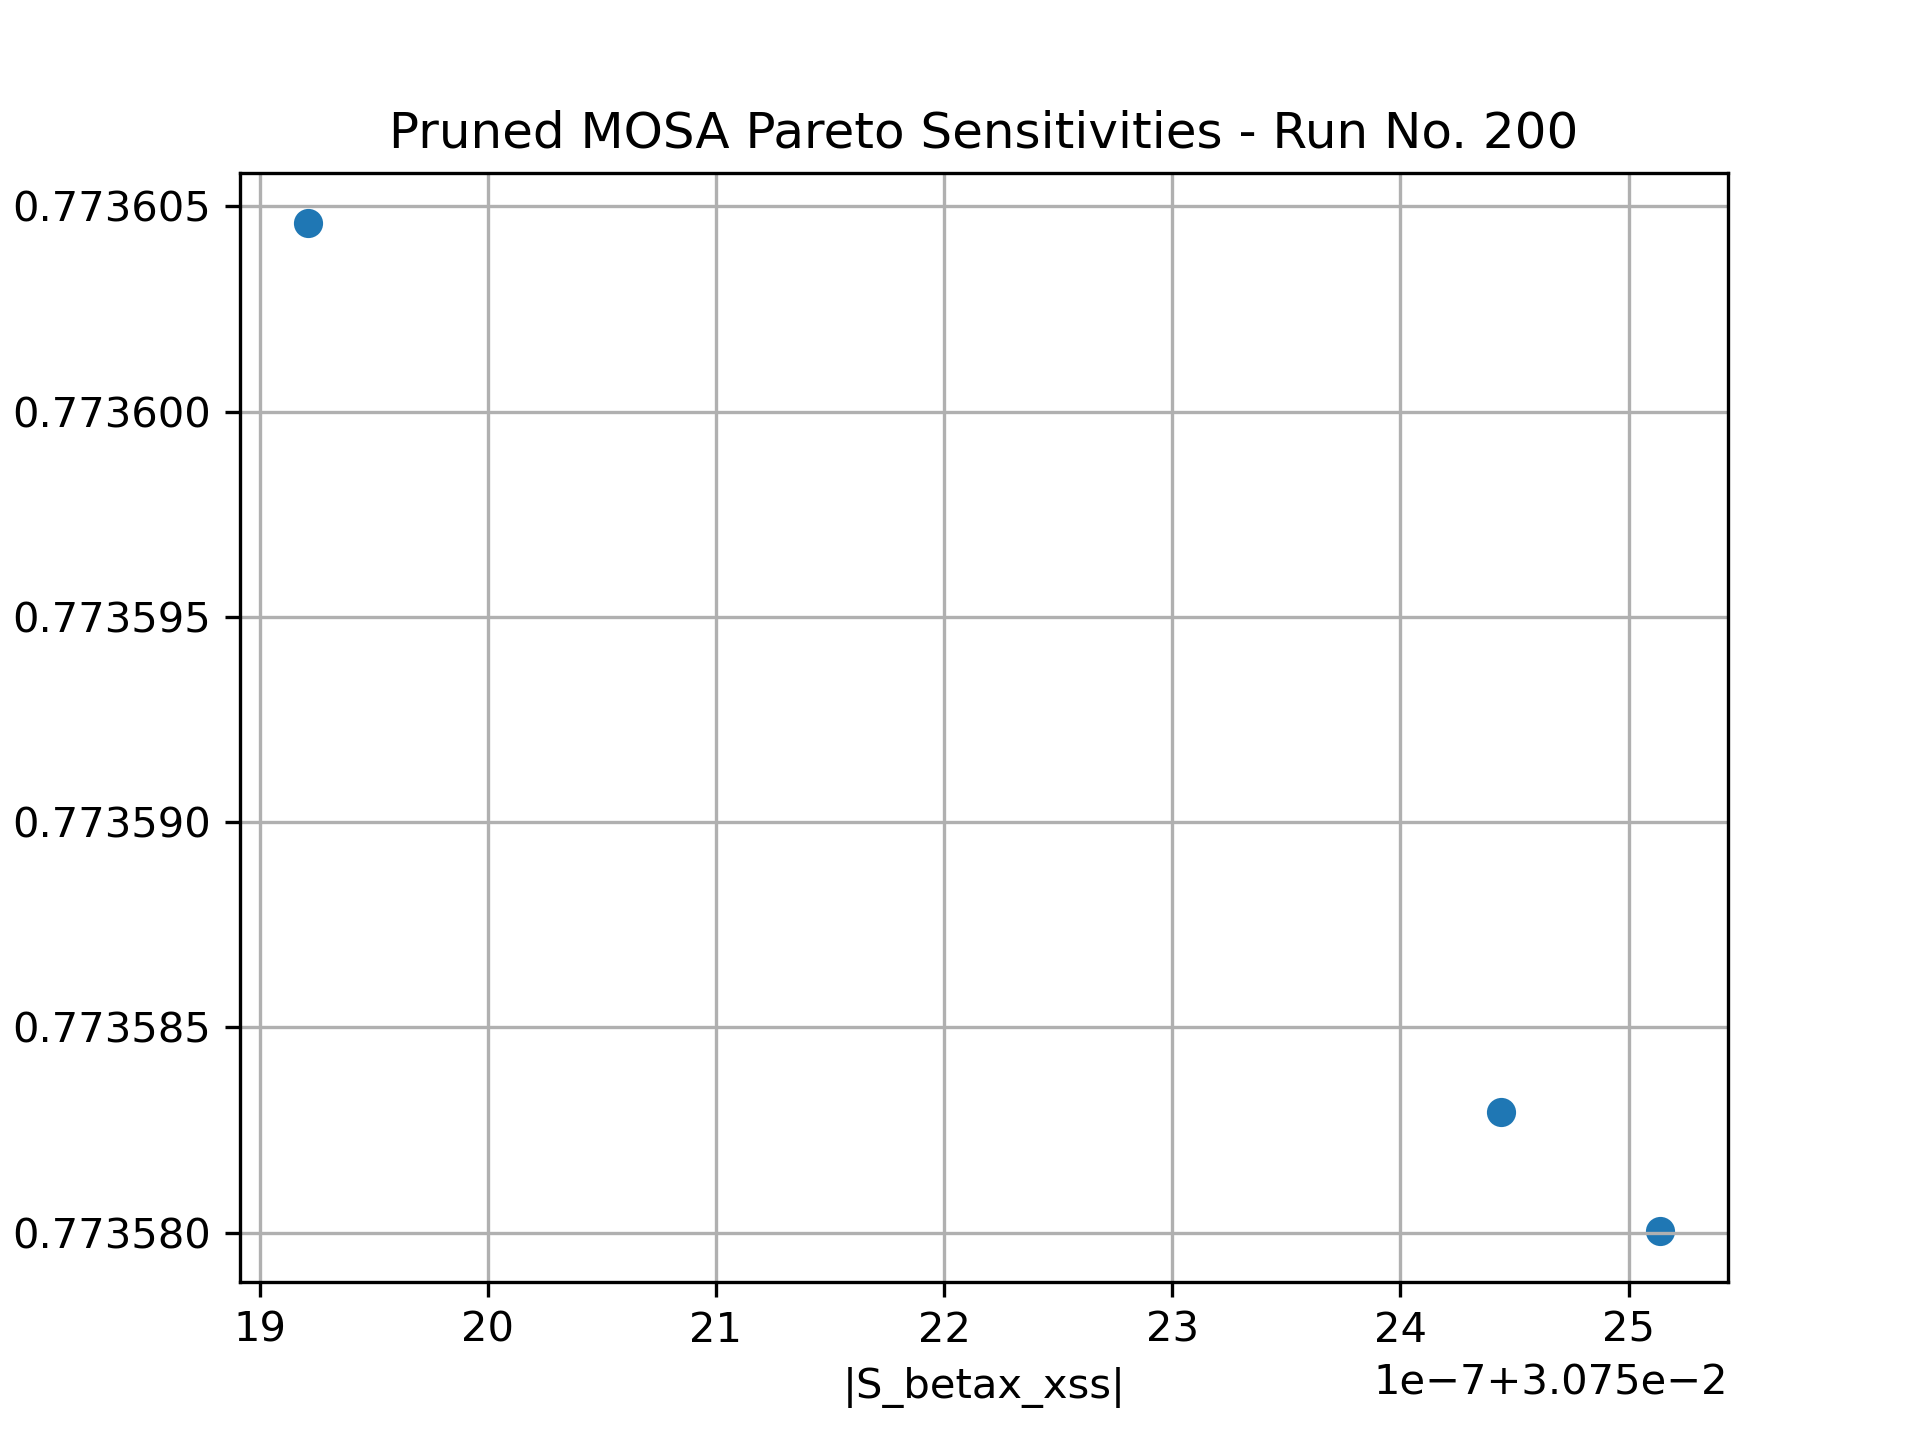 Pruned MOSA Pareto Sensitivities - Run No. 200
0.773605
0.773600
0.773595
0.773590
0.773585
0.773580
19 20 21 22 23 24 25
|S_betax_xss|
1e−7+3.075e−2